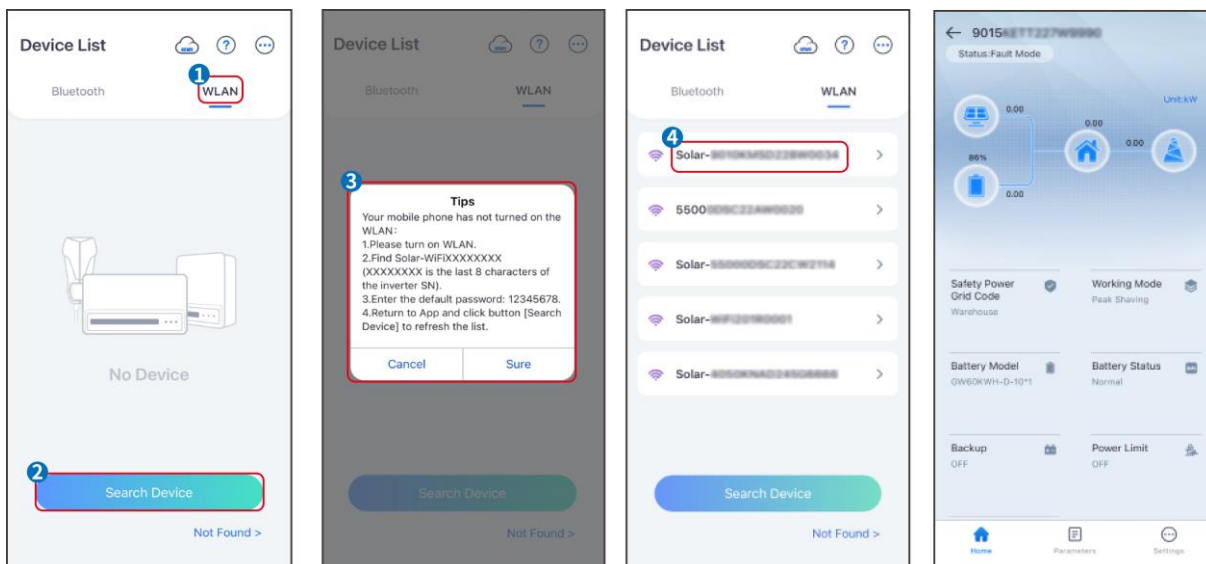 Device List
Bluetooth
1
WLAN
No Device
2
Search Device
Not Found >
Device List
Bluetooth
WLAN
3
Tips
Your mobile phone has not turned on the
WLAN:
1.Please turn on WLAN.
2.Find Solar-WiFiXXXXXXXX
(XXXXXXXX is the last 8 characters of
the inverter SN).
3.Enter the default password: 12345678.
4.Return to App and click button [Search
Device] to refresh the list.
Cancel
Sure
Search Device
Not Found >
Device List
Bluetooth
WLAN
4
Solar-
5500
Solar-
Solar-
Solar-
Search Device
Not Found >
9015
Status:Fault Mode
Unit:kW
0.00
0.00
0.00
86%
0.00
Safety Power
Grid Code
Warehouse
Working Mode
Peak Shaving
Battery Model
GW60KWH-D-10*1
Battery Status
Normal
Backup
OFF
Power Limit
OFF
Home
Parameters
Settings